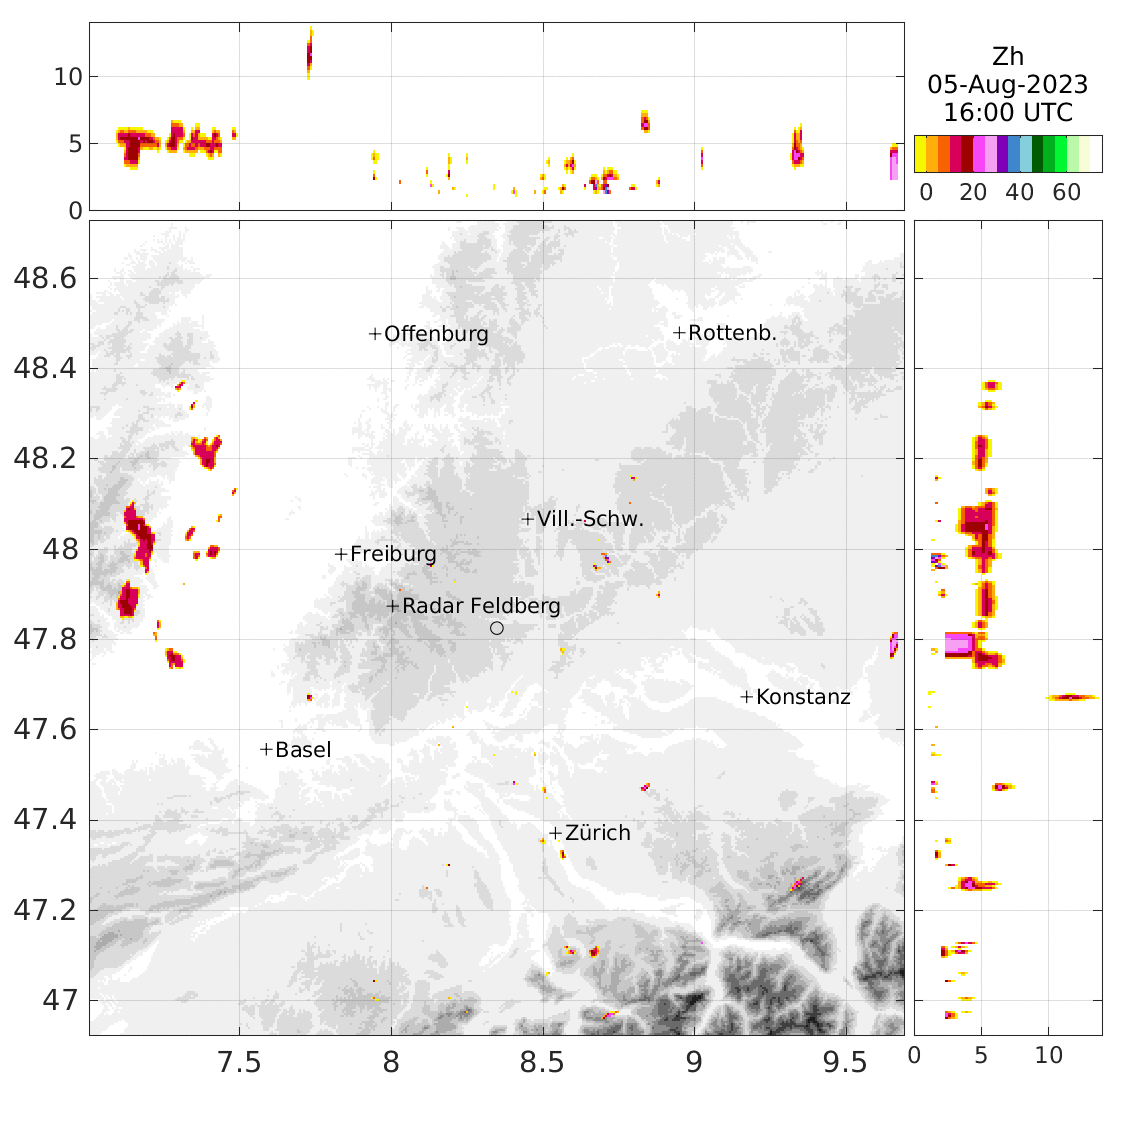 Zh
05-Aug-2023
16:00 UTC
0 20 40 60
10
5
0
48.6
48.4
48.2
48
47.8
47.6
47.4
47.2
47
Offenburg
Rottenb.
Vill.-Schw.
Freiburg
Radar Feldberg
Konstanz
Basel
Zürich
7.5 8 8.5 9 9.5
0 5 10